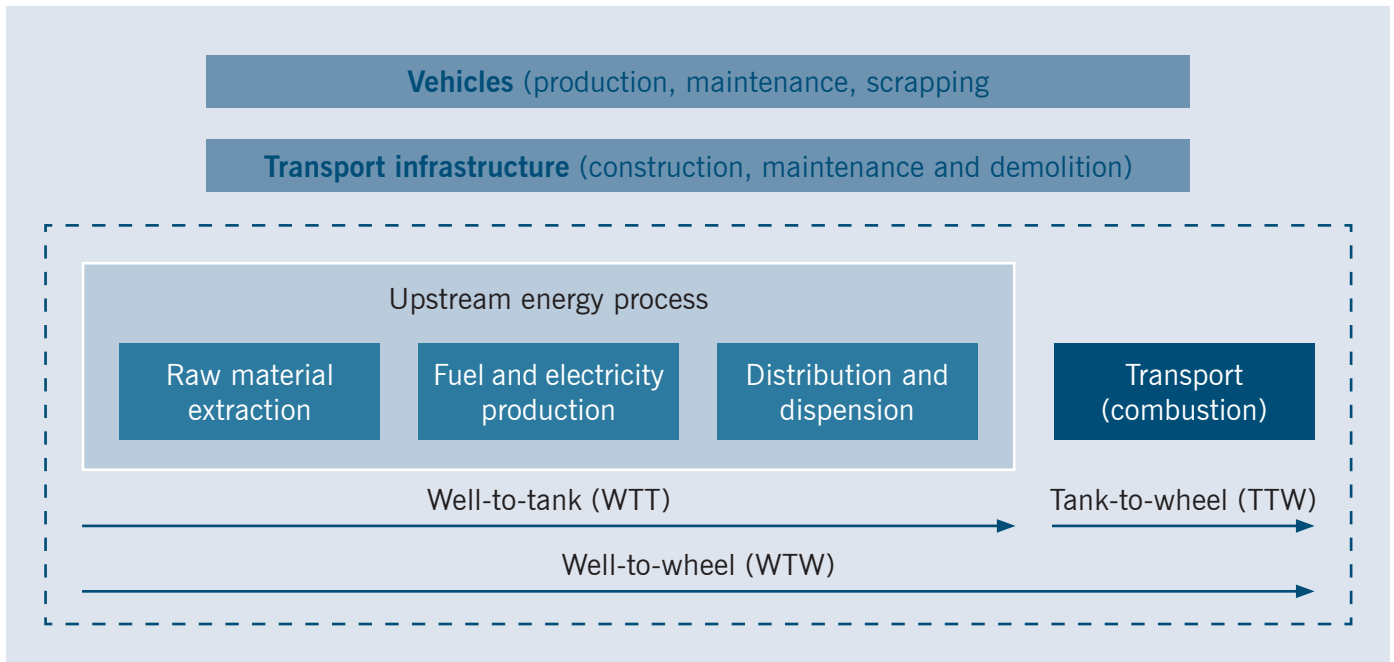 Vehicles (production, maintenance, scrapping
Transport infrastructure (construction, maintenance and demolition)
Upstream energy process
Raw material
extraction
Fuel and electricity
production
Distribution and
dispension
Transport
(combustion)
Well-to-tank (WTT)
Tank-to-wheel (TTW)
Well-to-wheel (WTW)